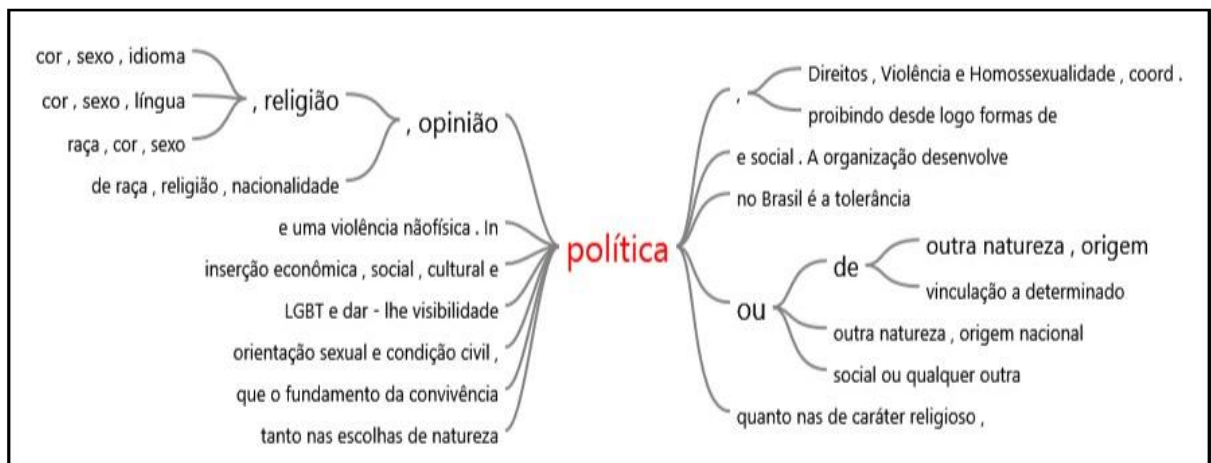 cor , sexo , idioma
cor , sexo , língua
raça , cor , sexo
, religião
de raça , religião , nacionalidade
, opinião
e uma violência nãofísica . In
inserção econômica , social , cultural e
LGBT e dar - lhe visibilidade
orientação sexual e condição civil ,
que o fundamento da convivência
tanto nas escolhas de natureza
política
,
Direitos , Violência e Homossexualidade , coord .
proibindo desde logo formas de
e social . A organização desenvolve
no Brasil é a tolerância
ou
de
outra natureza , origem
vinculação a determinado
outra natureza , origem nacional
social ou qualquer outra
quanto nas de caráter religioso ,